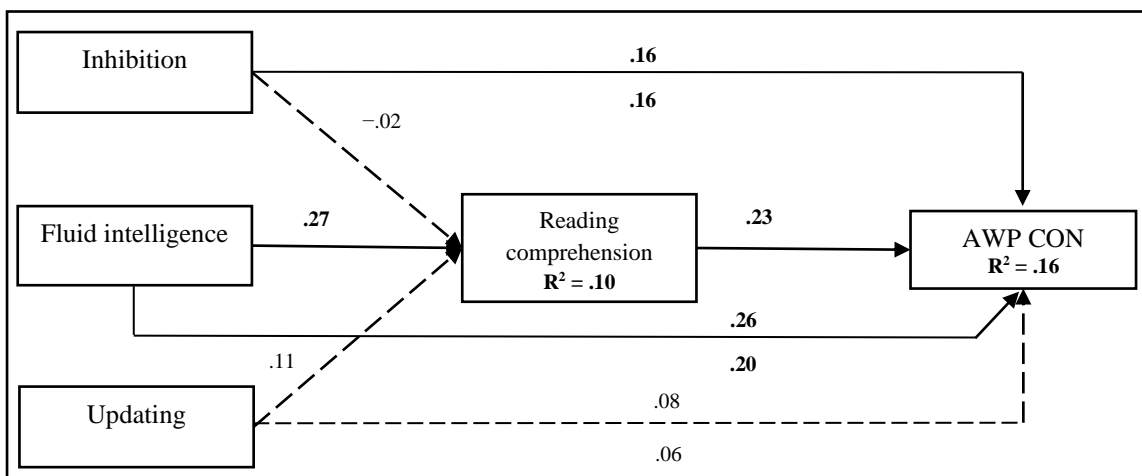 Inhibition
.16
.16
−.02
Fluid intelligence
.27
Reading
comprehension
R² = .10
.23
AWP CON
R² = .16
.26
.20
.11
Updating
.08
.06